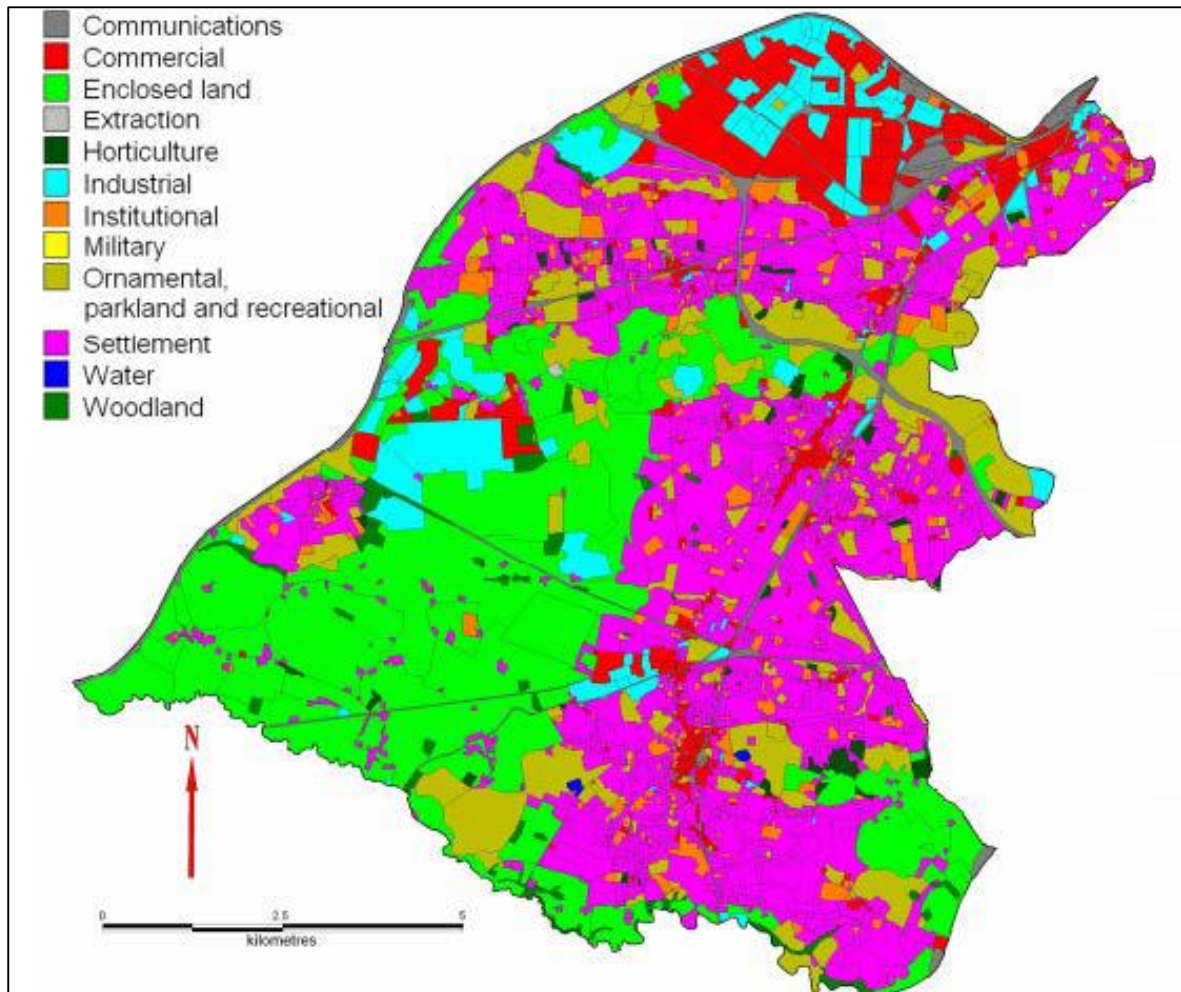 Communications
Commercial
Enclosed land
Extraction
Horticulture
Industrial
Institutional
Military
Ornamental,
parkland and recreational
Settlement
Water
Woodland
N
0 2.5 5
kilometres